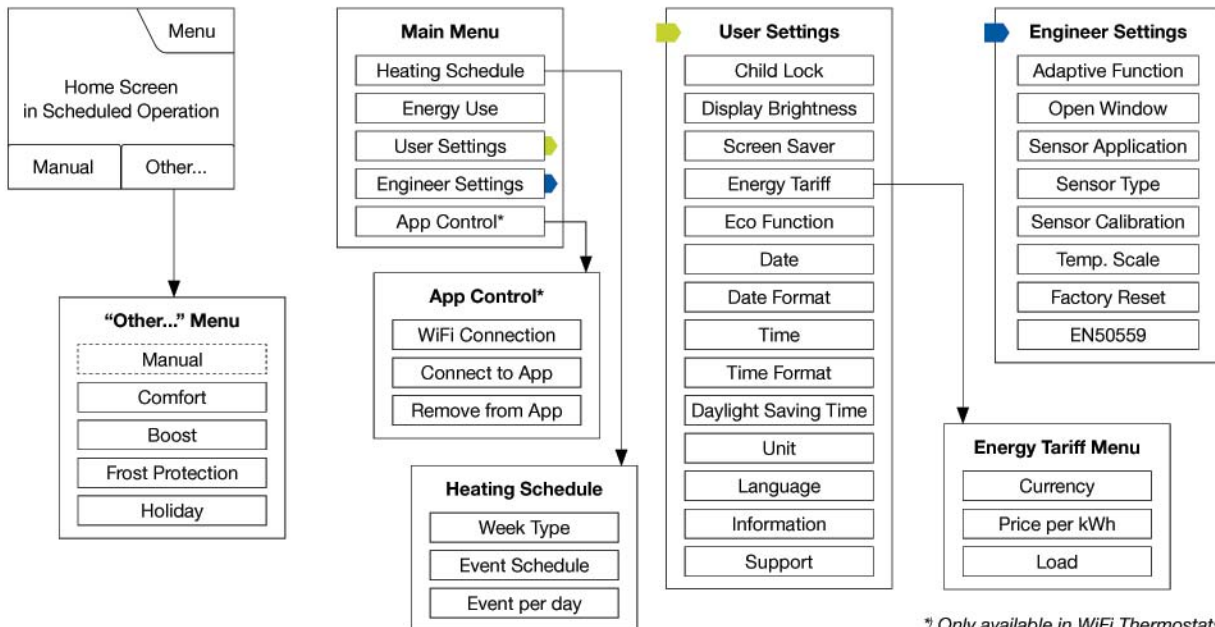 Menu
Home Screen
in Scheduled Operation
Manual
Other...
“Other...” Menu
Manual
Comfort
Boost
Frost Protection
Holiday
Main Menu
Heating Schedule
Energy Use
User Settings
Engineer Settings
App Control*
App Control*
WiFi Connection
Connect to App
Remove from App
Heating Schedule
Week Type
Event Schedule
Event per day
User Settings
Child Lock
Display Brightness
Screen Saver
Energy Tariff
Eco Function
Date
Date Format
Time
Time Format
Daylight Saving Time
Unit
Language
Information
Support
Engineer Settings
Adaptive Function
Open Window
Sensor Application
Sensor Type
Sensor Calibration
Temp. Scale
Factory Reset
EN50559
Energy Tariff Menu
Currency
Price per kWh
Load
*) Only available in WiFi Thermostats